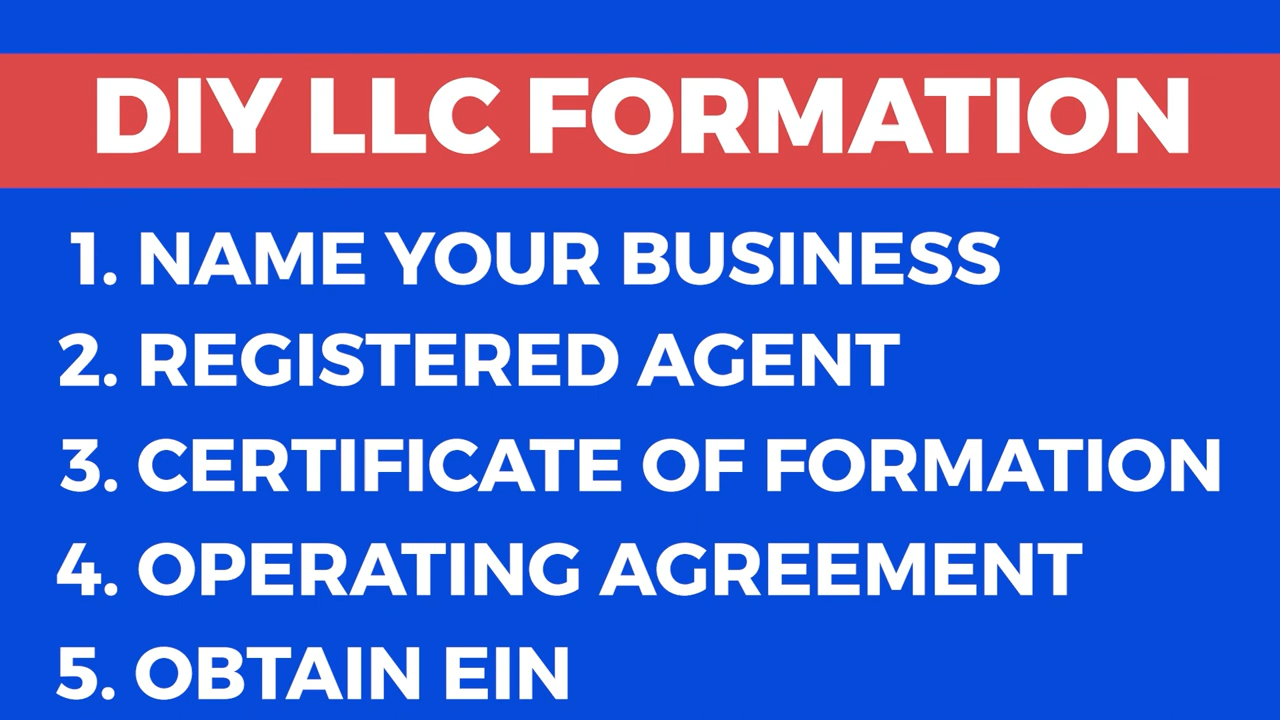 DIY LLC FORMATION
1. NAME YOUR BUSINESS
2. REGISTERED AGENT
3. CERTIFICATE OF FORMATION
4. OPERATING AGREEMENT
5. OBTAIN EIN